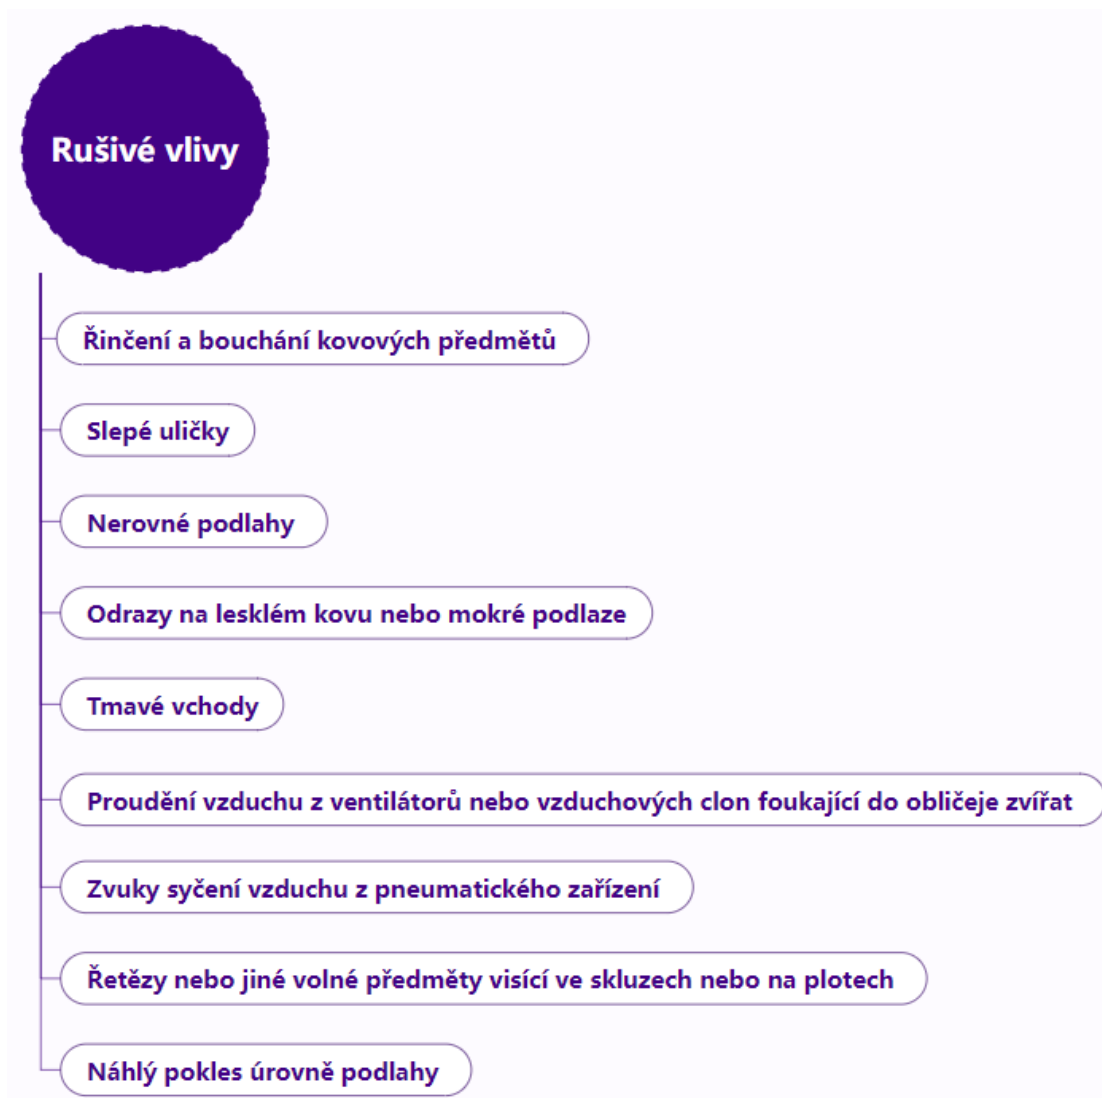 Rušivé vlivy
Řinčení a bouchání kovových předmětů
Slepé uličky
Nerovné podlahy
Odrazy na lesklém kovu nebo mokré podlaze
Tmavé vchody
Proudění vzduchu z ventilátorů nebo vzduchových clon foukající do obličeje zvířat
Zvuky syčení vzduchu z pneumatického zařízení
Řetězy nebo jiné volné předměty visící ve skluzech nebo na plotech
Náhlý pokles úrovně podlahy